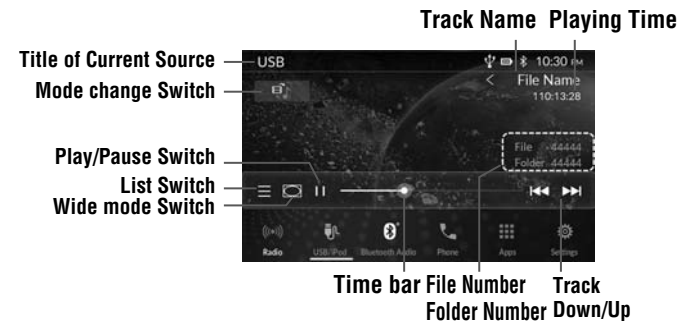 Track Name Playing Time
Title of Current Source
USB
10:30 PM
Mode change Switch
File Name
110:13:28
Play/Pause Switch
File 44444
Folder 44444
List Switch
Wide mode Switch
Radio
USB/iPod
Bluetooth Audio
Phone
Apps
Settings
Time bar
File Number
Folder Number
Track
Down/Up